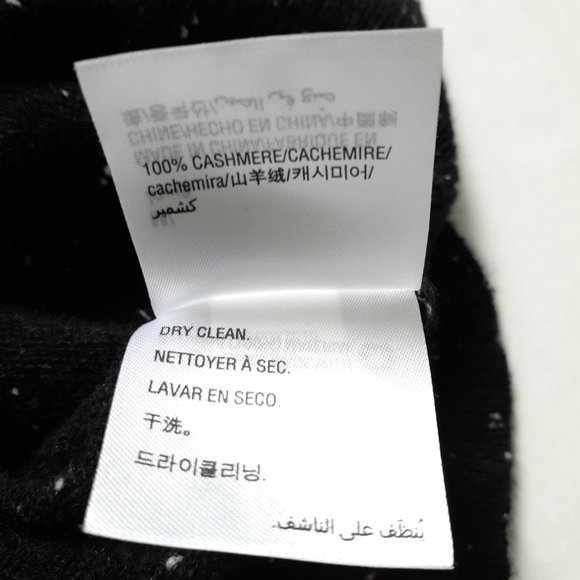 100% CASHMERE/CACHEMIRE/
cachemira/山羊绒/캐시미어/
كشمير
DRY CLEAN.
NETTOYER À SEC.
LAVAR EN SECO.
干洗。
드라이클리닝.
يُنظَّف على الناشف.